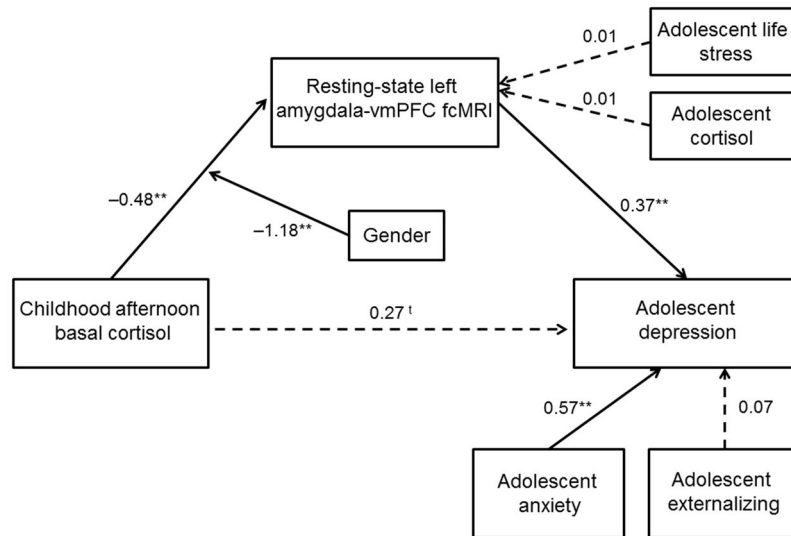 Adolescent life
stress
0.01
Resting-state left
amygdala-vmPFC fcMRI
0.01
Adolescent
cortisol
–0.48**
0.37**
–1.18**
Gender
Childhood afternoon
basal cortisol
0.27 t
Adolescent
depression
0.57**
0.07
Adolescent
anxiety
Adolescent
externalizing